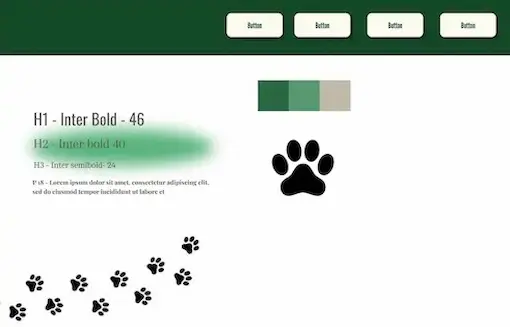 Button Button Button Button
H1 - Inter Bold - 46
H2 - Inter bold 40
H3 - Inter semibold- 24
P 18 - Lorem ipsum dolor sit amet, consectetur adipiscing elit,
sed do eiusmod tempor incididunt ut labore et